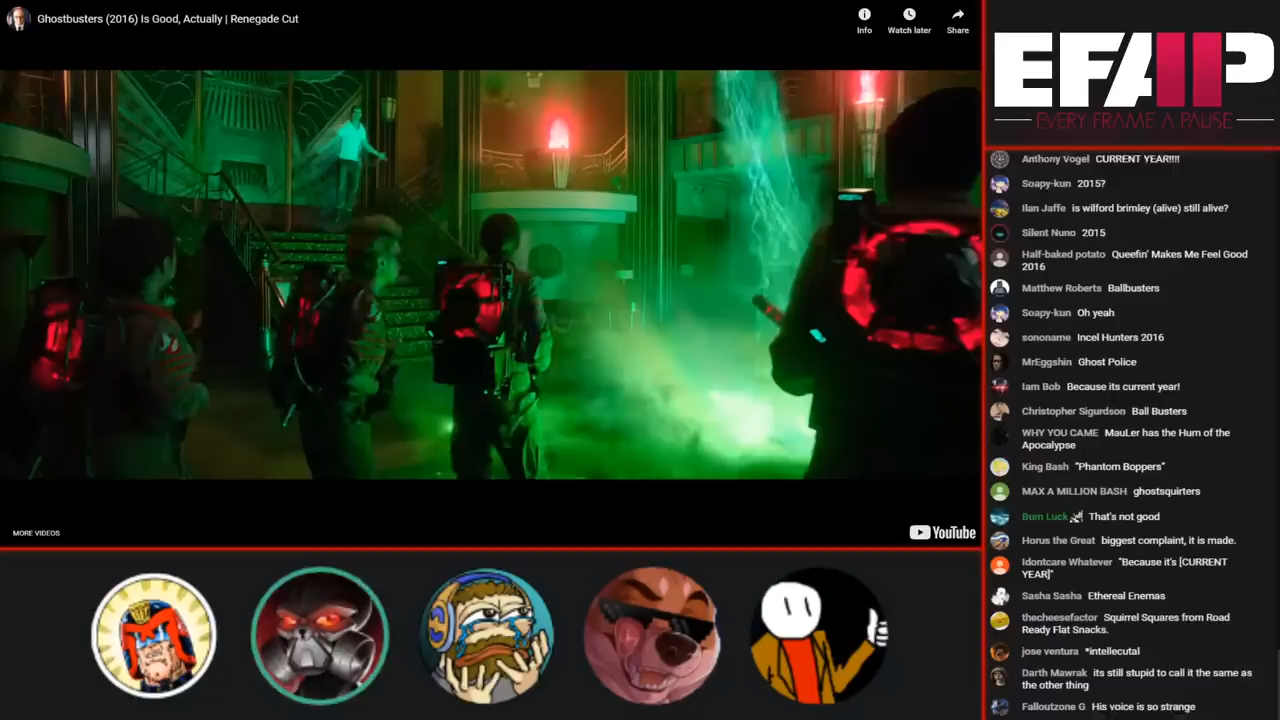 Ghostbusters (2016) Is Good, Actually | Renegade Cut
Info
Watch later
Share
EFAP
EVERY FRAME A PAUSE
Anthony Vogel CURRENT YEAR!!!!
Soapy-kun 2015?
Ilan Jaffe is wilford brimley (alive) still alive?
Silent Nuno 2015
Half-baked potato Queefin' Makes Me Feel Good
2016
Matthew Roberts Ballbusters
Soapy-kun Oh yeah
sononame Incel Hunters 2016
MrEggshin Ghost Police
Iam Bob Because its current year!
Christopher Sigurdson Ball Busters
WHY YOU CAME MauLer has the Hum of the
Apocalypse
King Bash "Phantom Boppers"
MAX A MILLION BASH ghostsquirters
Bum Luck That's not good
Horus the Great biggest complaint, it is made.
Idontcare Whatever "Because it's [CURRENT
YEAR]"
Sasha Sasha Ethereal Enemas
thecheesefactor Squirrel Squares from Road
Ready Flat Snacks.
jose ventura *intellecutal
Darth Mawrak its still stupid to call it the same as
the other thing
Falloutzone G His voice is so strange
MORE VIDEOS
YouTube